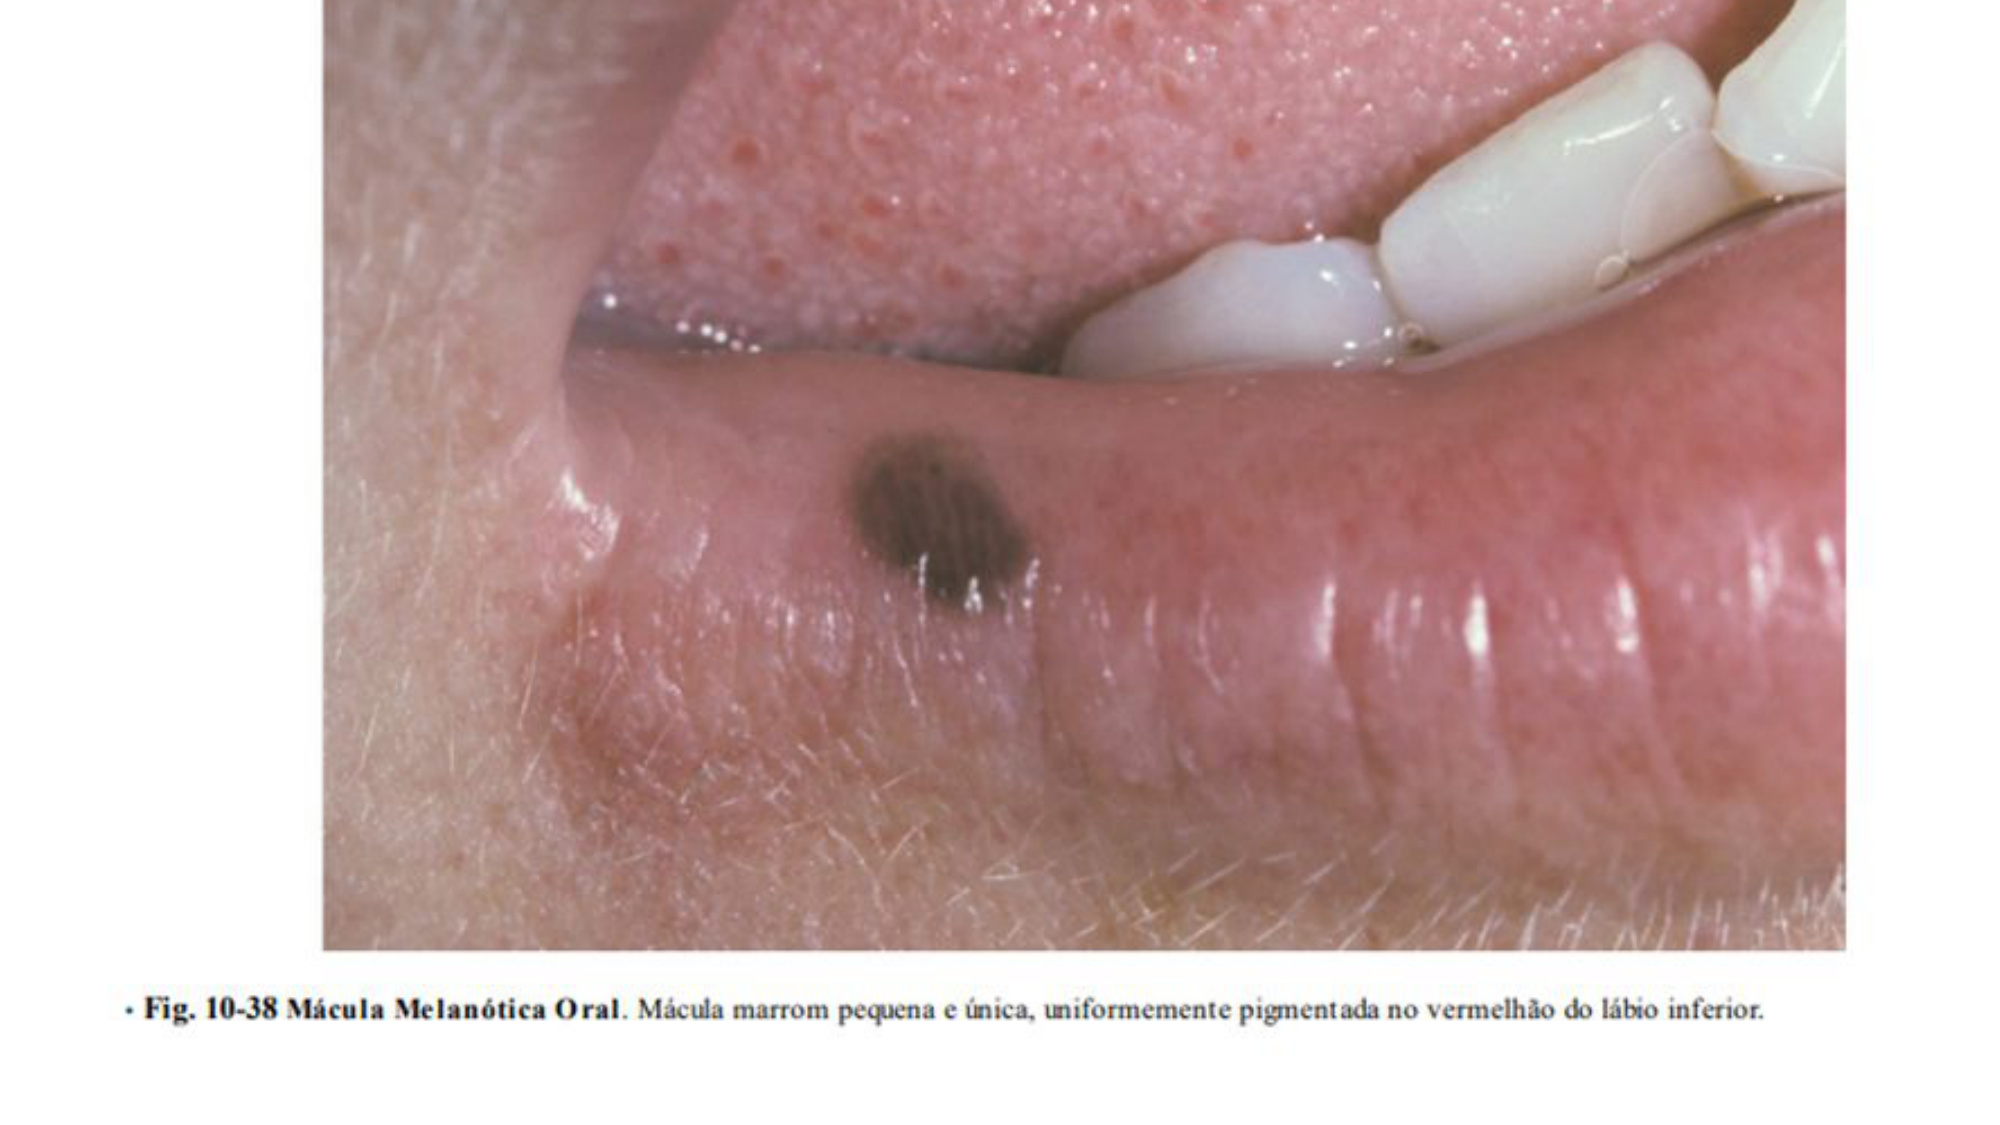 • Fig. 10-38 Mácula Melanótica Oral. Mácula marrom pequena e única, uniformemente pigmentada no vermelhão do lábio inferior.